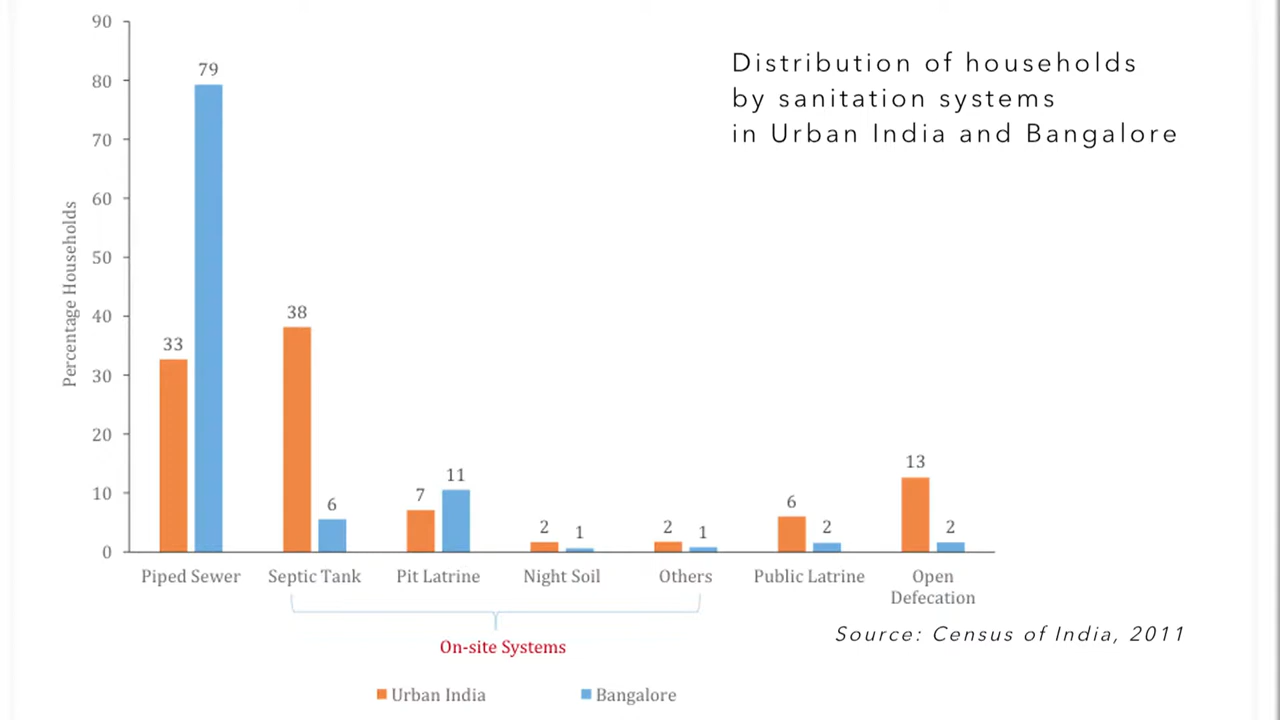 Distribution of households
by sanitation systems
in Urban India and Bangalore
Percentage Households
90
80
70
60
50
40
30
20
10
0
33
79
38
6
7
11
2
1
2
1
6
2
13
2
Piped Sewer
Septic Tank
Pit Latrine
Night Soil
Others
Public Latrine
Open
Defecation
On-site Systems
Source: Census of India, 2011
Urban India
Bangalore